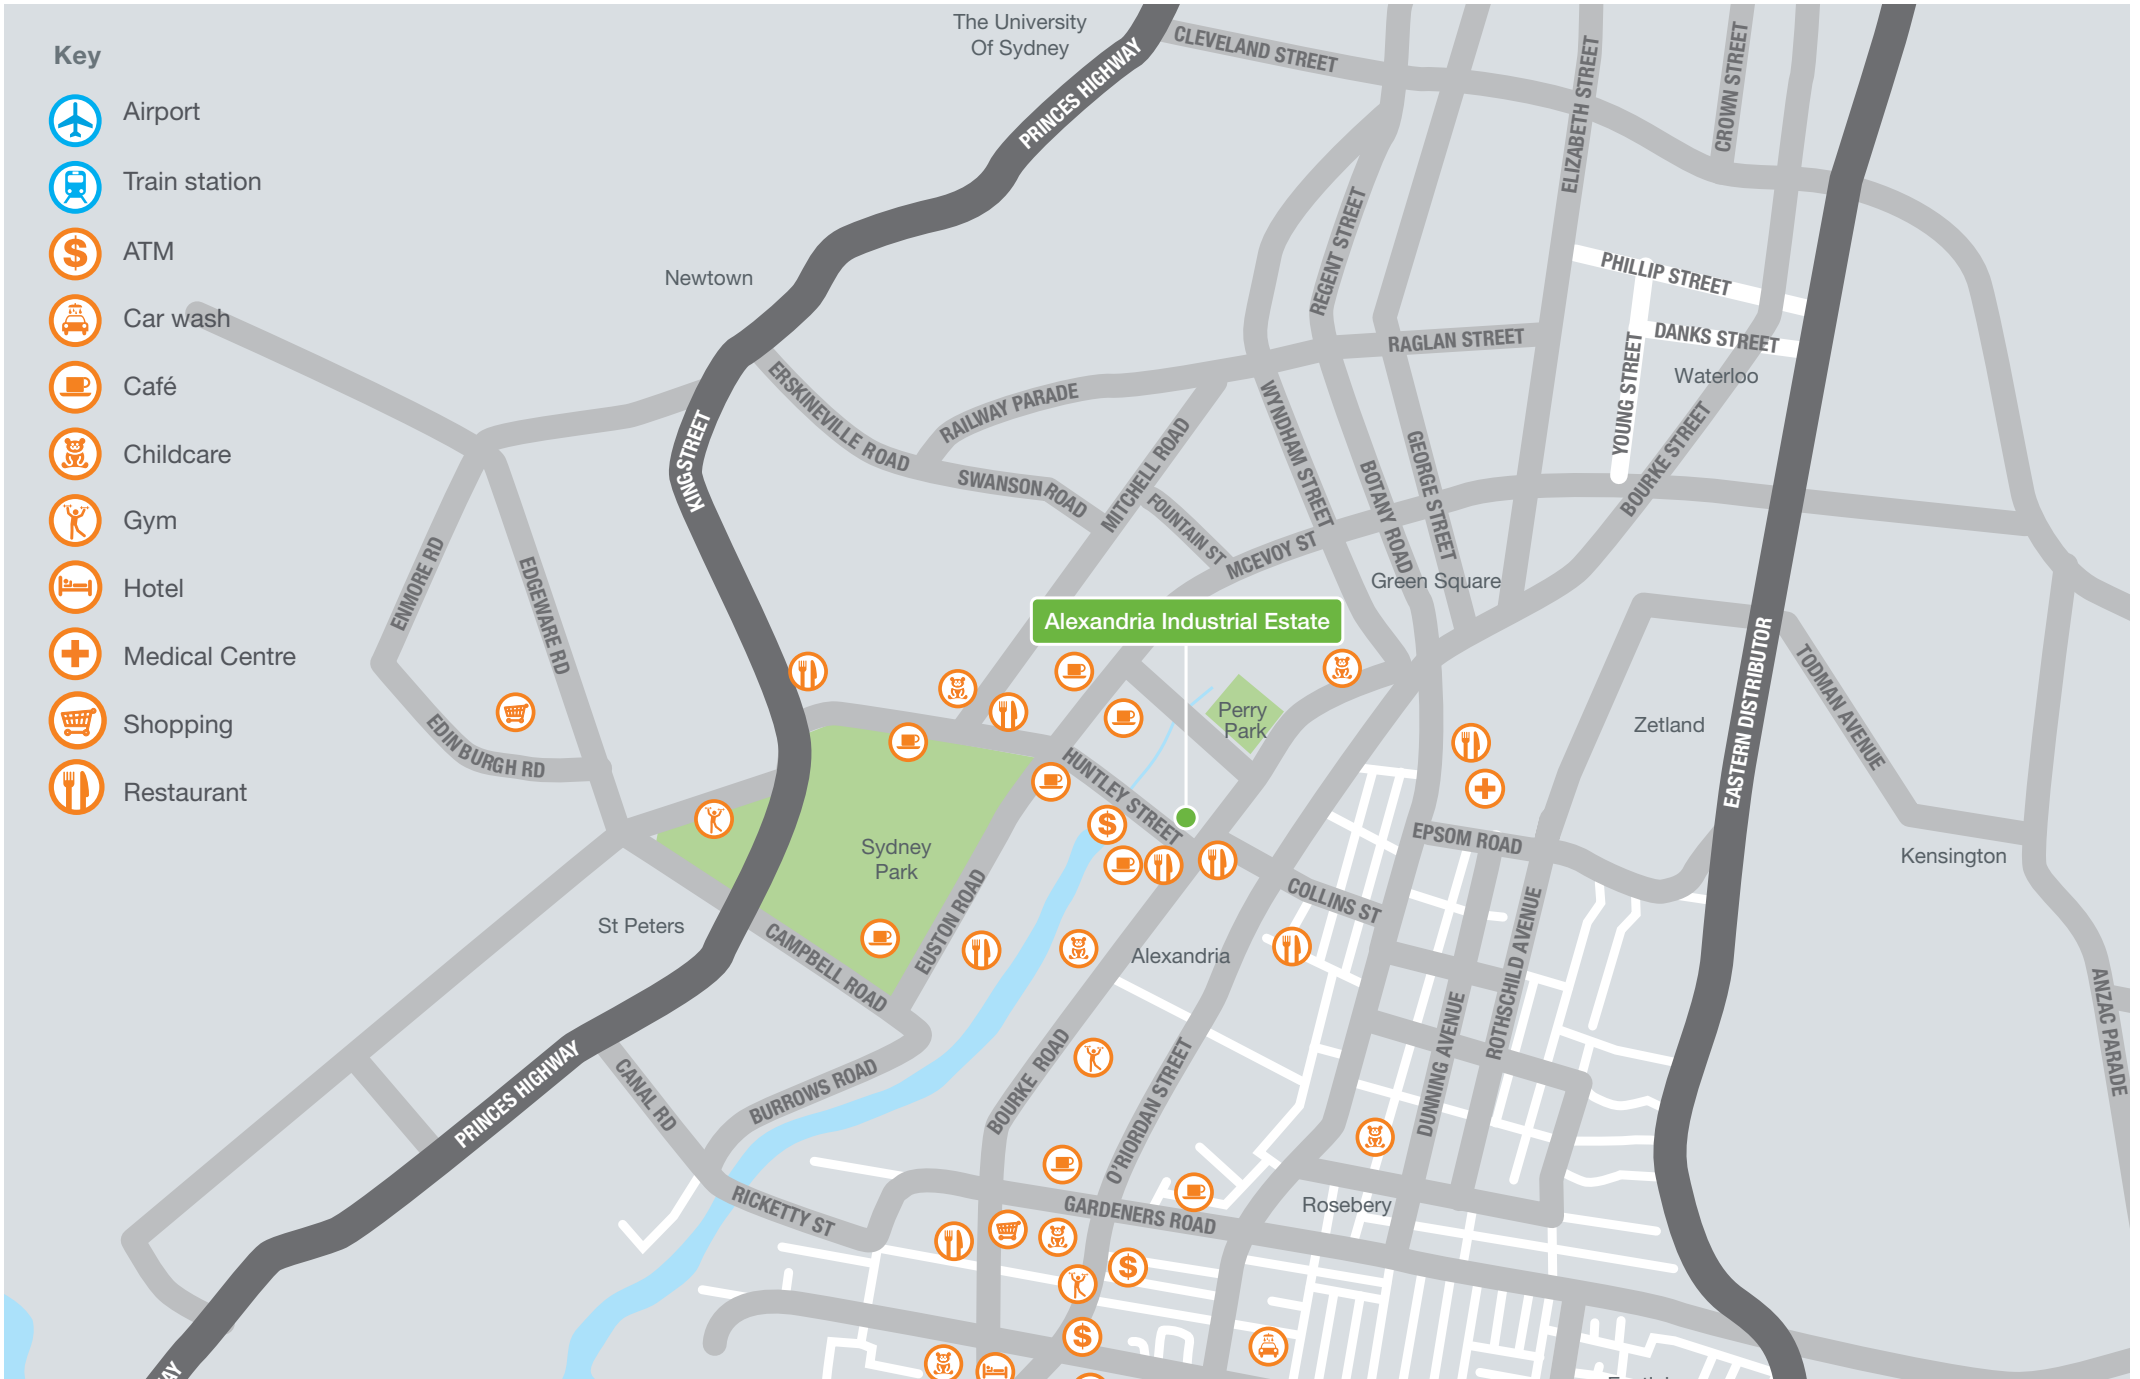 Key
Airport
Train station
$
ATM
Car wash
Café
Childcare
Gym
Hotel
Medical Centre
Shopping
Restaurant
The University
Of Sydney
PRINCES HIGHWAY
CLEVELAND STREET
ELIZABETH STREET
CROWN STREET
REGENT STREET
PHILLIP STREET
DANKS STREET
YOUNG STREET
Waterloo
BOURKE STREET
Newtown
ERSKINEVILLE ROAD
RAILWAY PARADE
RAGLAN STREET
SWANSON ROAD
MITCHELL ROAD
FOUNTAIN ST
WYNDHAM STREET
BOTANY ROAD
GEORGE STREET
MCEVOY ST
Green Square
KING STREET
ENMORE RD
EDGEWARE RD
EDINBURGH RD
Alexandria Industrial Estate
Perry
Park
Zetland
EASTERN DISTRIBUTOR
TODMAN AVENUE
Kensington
ANZAC PARADE
HUNTLEY STREET
$
EPSOM ROAD
Sydney
Park
St Peters
CAMPBELL ROAD
EUSTON ROAD
COLLINS ST
Alexandria
ROTHSCHILD AVENUE
DUNNING AVENUE
PRINCES HIGHWAY
CANAL RD
BURROWS ROAD
BOURKE ROAD
O'RIORDAN STREET
RICKETTY ST
GARDENERS ROAD
Rosebery
$
$